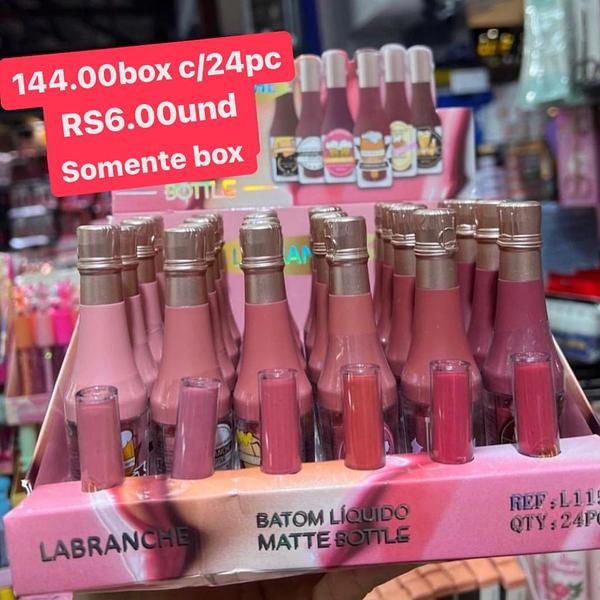 144.00box c/24pc
RS6.00und
Somente box
BOTTLE
LABRANCHE
BATOM LÍQUIDO
MATTE BOTTLE
REF:L115
QTY:24PC